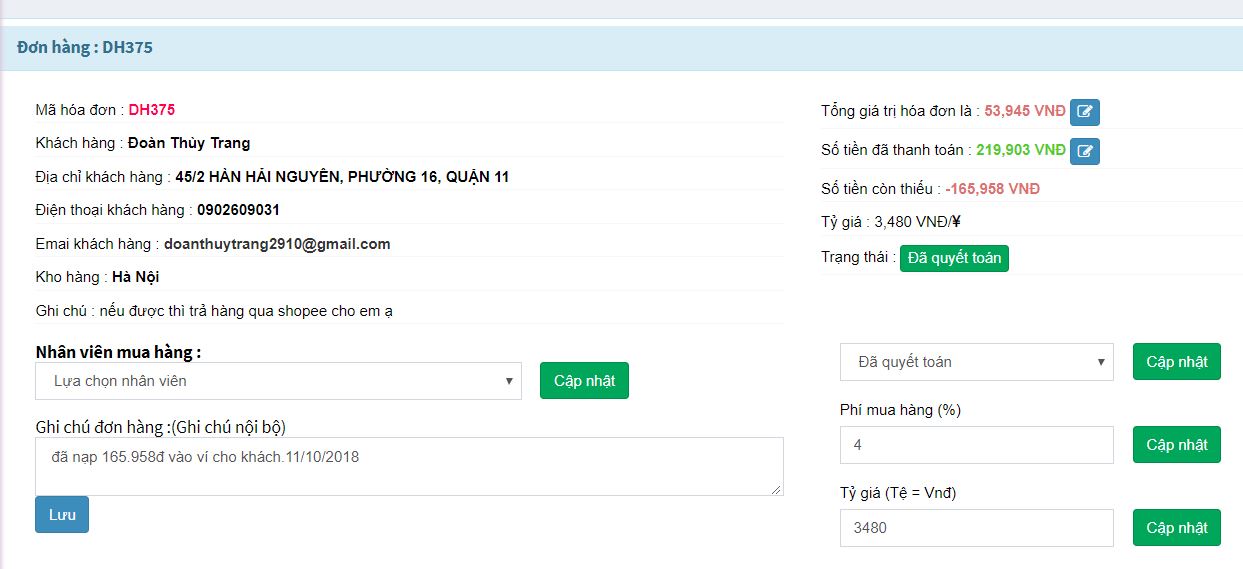 Đơn hàng : DH375
Mã hóa đơn : DH375
Khách hàng : Đoàn Thùy Trang
Địa chỉ khách hàng : 45/2 HÀN HẢI NGUYÊN, PHƯỜNG 16, QUẬN 11
Điện thoại khách hàng : 0902609031
Emai khách hàng : doanthuytrang2910@gmail.com
Kho hàng : Hà Nội
Ghi chú : nếu được thì trả hàng qua shopee cho em ạ
Nhân viên mua hàng :
Lựa chọn nhân viên
Cập nhật
Ghi chú đơn hàng :(Ghi chú nội bộ)
đã nạp 165.958đ vào ví cho khách.11/10/2018
Lưu
Tổng giá trị hóa đơn là : 53,945 VNĐ
Số tiền đã thanh toán : 219,903 VNĐ
Số tiền còn thiếu : -165,958 VNĐ
Tỷ giá : 3,480 VNĐ/¥
Trạng thái : Đã quyết toán
Đã quyết toán
Cập nhật
Phí mua hàng (%)
4
Cập nhật
Tỷ giá (Tệ = Vnđ)
3480
Cập nhật